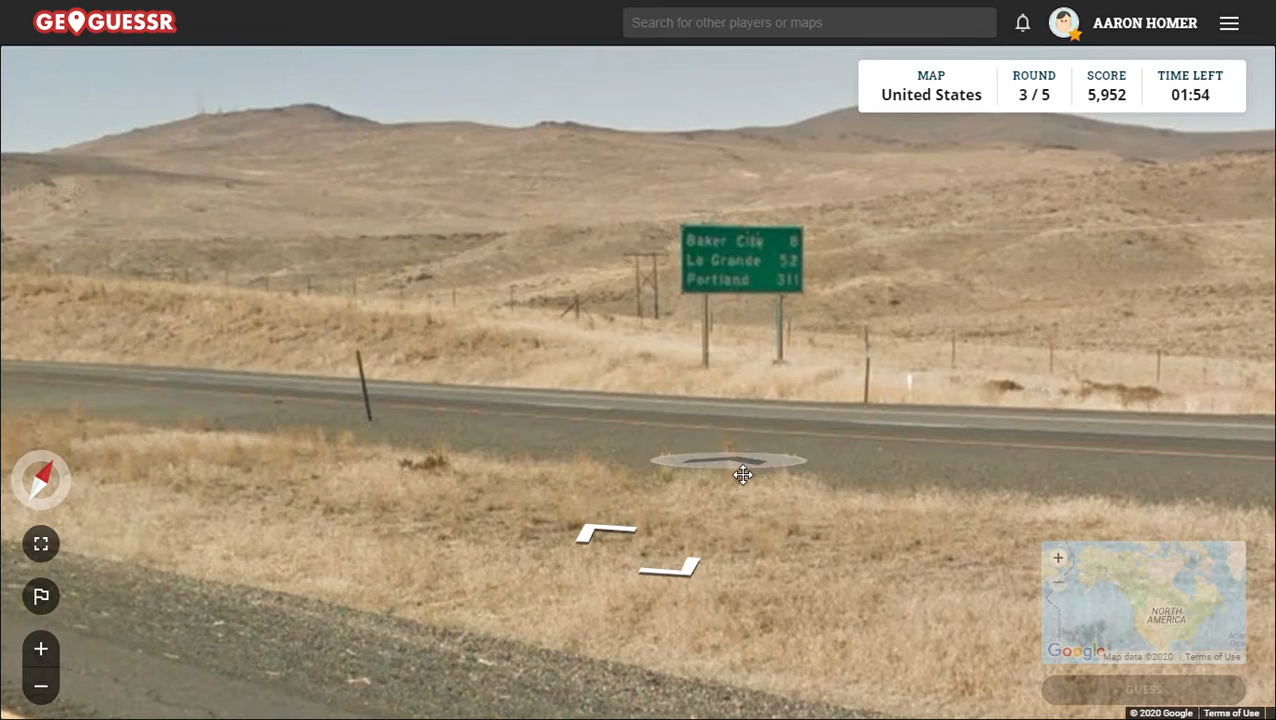 GEOGUESSR
Search for other players or maps
AARON HOMER
MAP
United States
ROUND
3 / 5
SCORE
5,952
TIME LEFT
01:54
Baker City 8
La Grande 52
Portland 311
+
−
NORTH
AMERICA
Google
Map data ©2020
Terms of Use
GUESS
+
−
© 2020 Google
Terms of Use